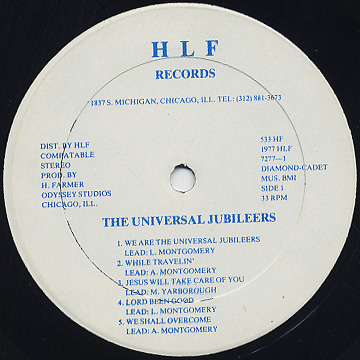 H L F
RECORDS
1837 S. MICHIGAN, CHICAGO, ILL. TEL: (312) 881-3673
DIST. BY HLF
COMPATABLE
STEREO
PROD. BY
H. FARMER
ODYSSEY STUDIOS
CHICAGO, ILL.
533 HF
1977 HLF
7277—1
DIAMOND-CADET
MUS. BMI
SIDE 1
33 RPM
THE UNIVERSAL JUBILEERS
1. WE ARE THE UNIVERSAL JUBILEERS
LEAD: L. MONTGOMERY
2. WHILE TRAVELIN'
LEAD: A. MONTGOMERY
3. JESUS WILL TAKE CARE OF YOU
LEAD: M. YARBOROUGH
4. LORD BEEN GOOD
LEAD: L. MONTGOMERY
5. WE SHALL OVERCOME
LEAD: A. MONTGOMERY